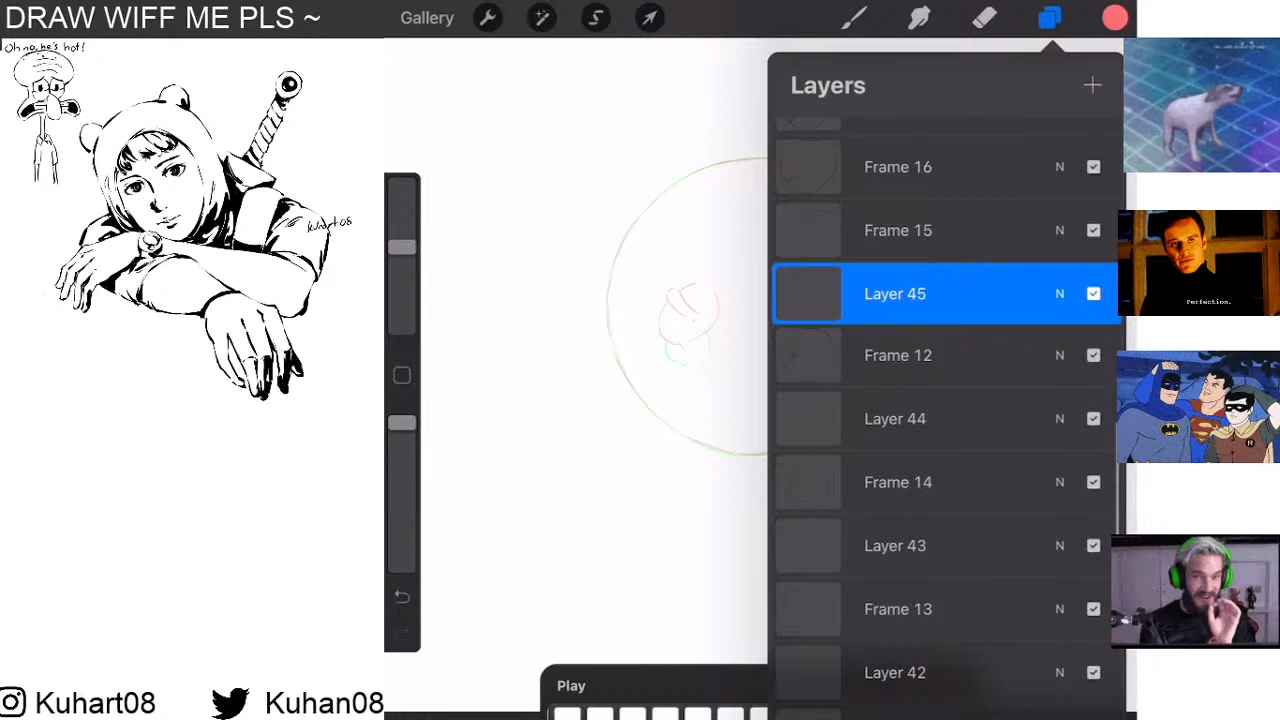 DRAW WIFF ME PLS ~
Oh no, he's hot!
Kuhart08
Kuhart08
Kuhan08
Gallery
Layers
Frame 16 N
Frame 15 N
Layer 45 N
Frame 12 N
Layer 44 N
Frame 14 N
Layer 43 N
Frame 13 N
Layer 42 N
Play
Perfection.
R